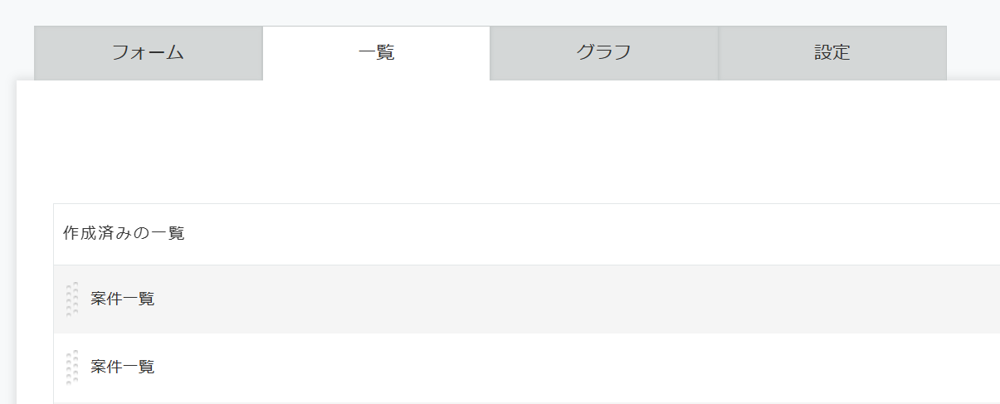 フォーム 一覧 グラフ 設定
作成済みの一覧
案件一覧
案件一覧